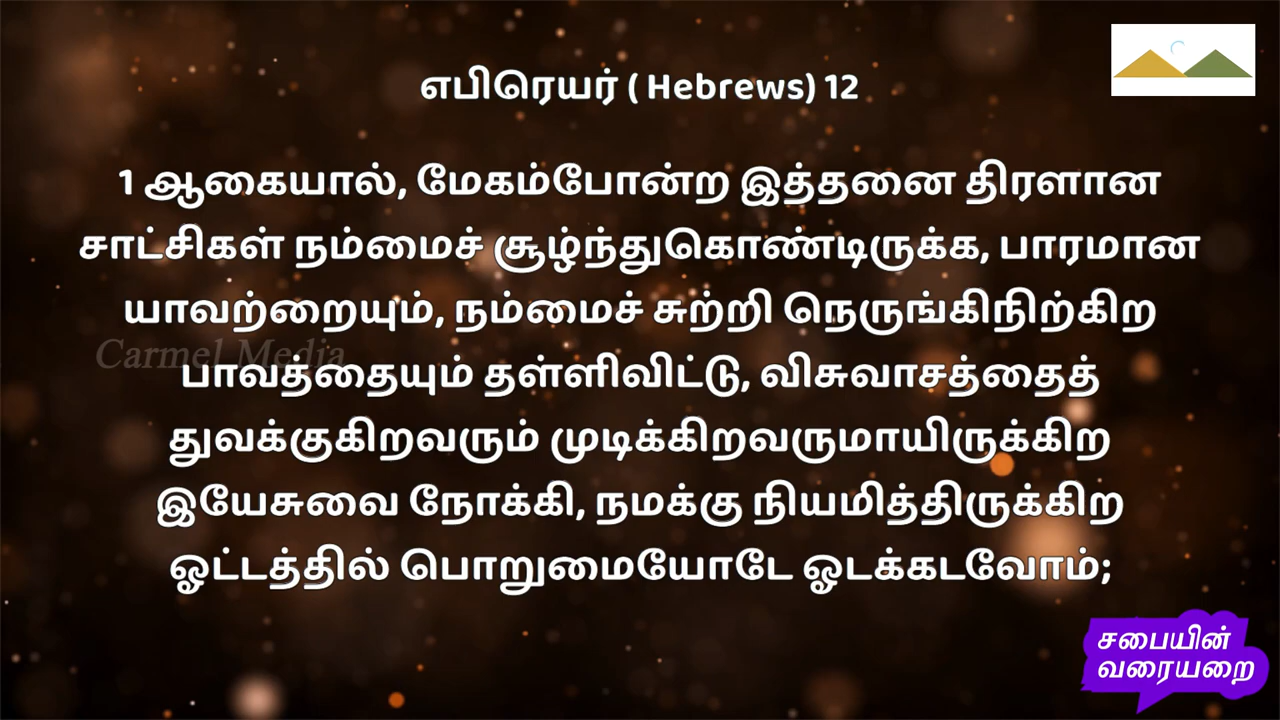 எபிரெயர் ( Hebrews) 12
1 ஆகையால், மேகம்போன்ற இத்தனை திரளான
சாட்சிகள் நம்மைச் சூழ்ந்துகொண்டிருக்க, பாரமான
யாவற்றையும், நம்மைச் சுற்றி நெருங்கிநிற்கிற
Carmel Media
பாவத்தையும் தள்ளிவிட்டு, விசுவாசத்தைத்
துவக்குகிறவரும் முடிக்கிறவருமாயிருக்கிற
இயேசுவை நோக்கி, நமக்கு நியமித்திருக்கிற
ஓட்டத்தில் பொறுமையோடே ஓடக்கடவோம்;
சபையின்
வரையறை